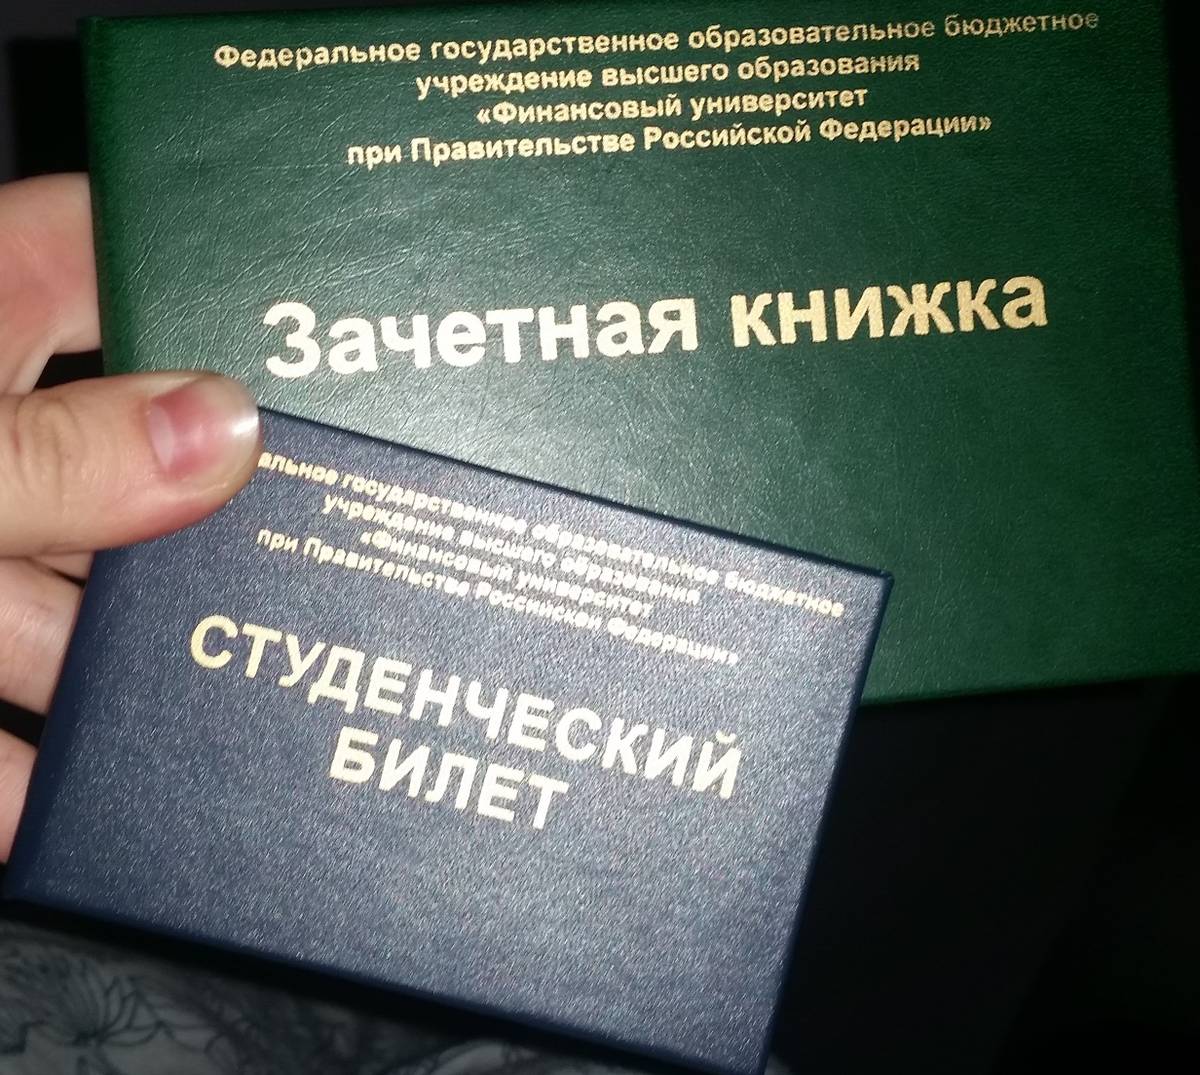 Федеральное государственное образовательное бюджетное
учреждение высшего образования
«Финансовый университет
при Правительстве Российской Федерации»
Зачетная книжка
альное государственное образовательное бюджетное
учреждение высшего образования
«Финансовый университет
при Правительстве Российской Федерации»
СТУДЕНЧЕСКИЙ
БИЛЕТ